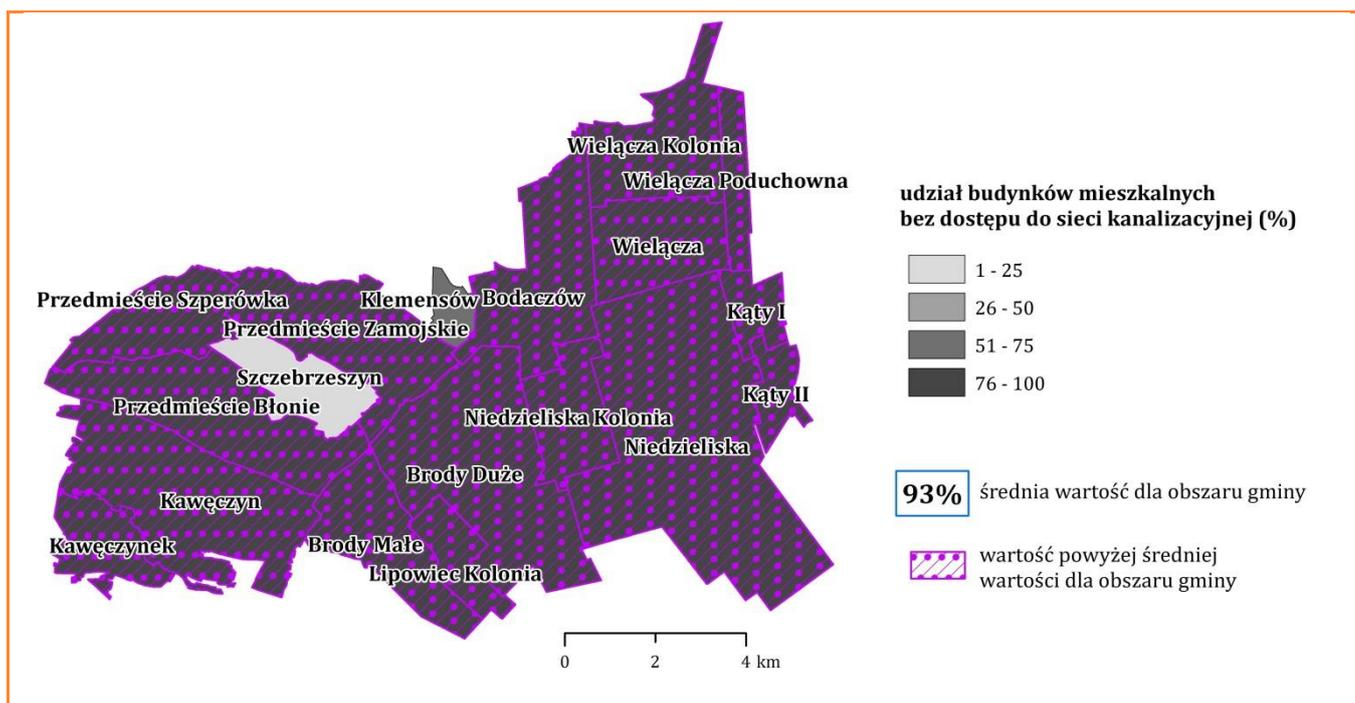 Wielącza Kolonia
Wielącza Poduchowna
Wielącza
Przedmieście Szperówka
Klemensów
Bodaczów
Kąty I
Przedmieście Zamojskie
Szczebrzeszyn
Kąty II
Przedmieście Błonie
Niedzieliska Kolonia
Niedzieliska
Brody Duże
Kawęczyn
Kawęczynek
Brody Małe
Lipowiec Kolonia
0 2 4 km
udział budynków mieszkalnych
bez dostępu do sieci kanalizacyjnej (%)
1 - 25
26 - 50
51 - 75
76 - 100
93% średnia wartość dla obszaru gminy
wartość powyżej średniej
wartości dla obszaru gminy